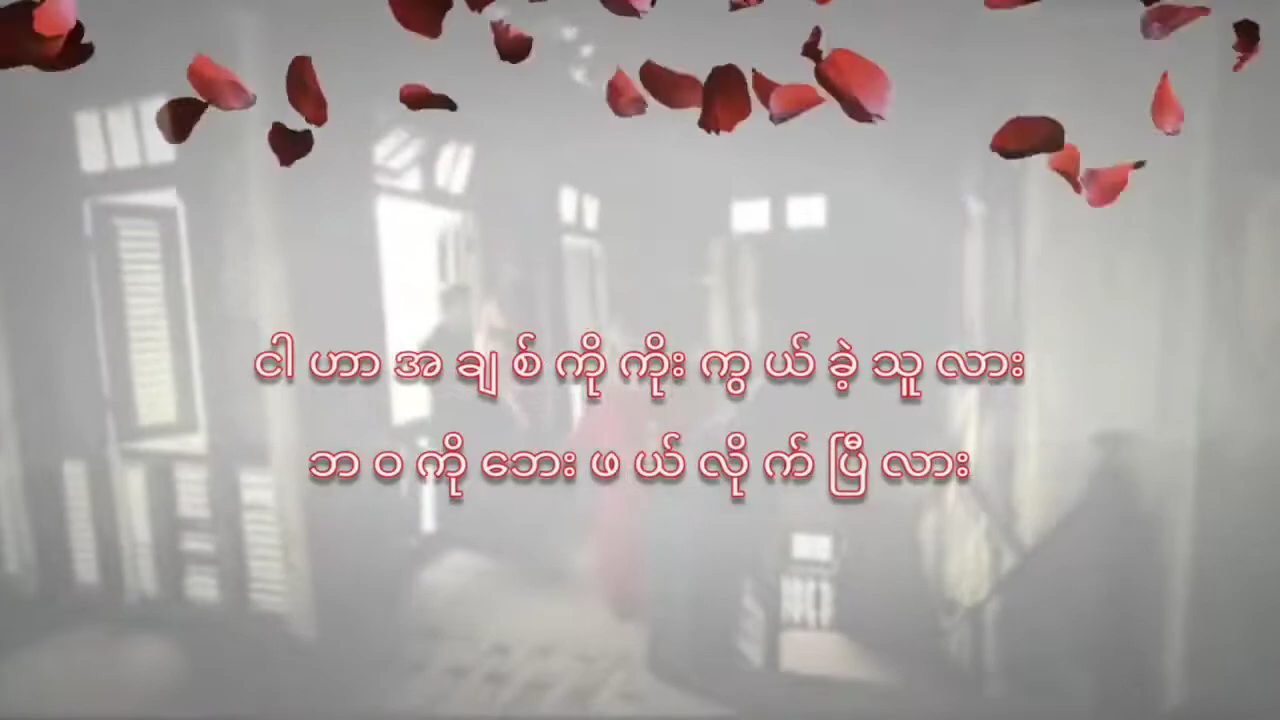 ငါ ဟာ အ ချ စ် ကို ကိုး ကွ ယ် ခဲ့ သူ လား
ဘ ဝ ကို ဘေး ဖ ယ် လို က် ပြီ လား